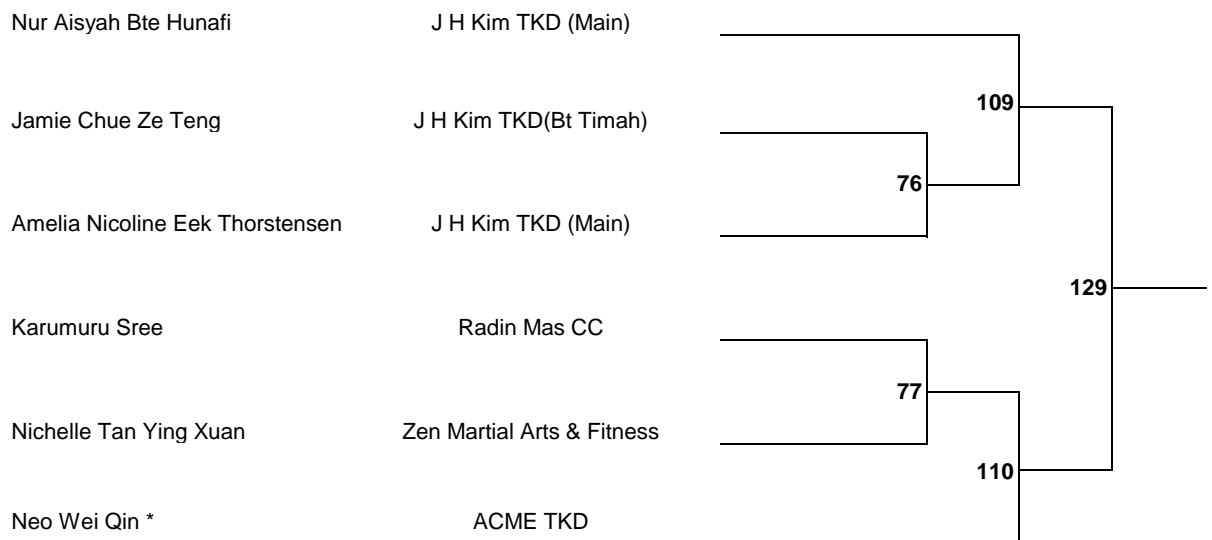 Nur Aisyah Bte Hunafi J H Kim TKD (Main)
109
Jamie Chue Ze Teng J H Kim TKD(Bt Timah)
76
Amelia Nicoline Eek Thorstensen J H Kim TKD (Main)
129
Karumuru Sree Radin Mas CC
77
Nichelle Tan Ying Xuan Zen Martial Arts & Fitness
110
Neo Wei Qin * ACME TKD